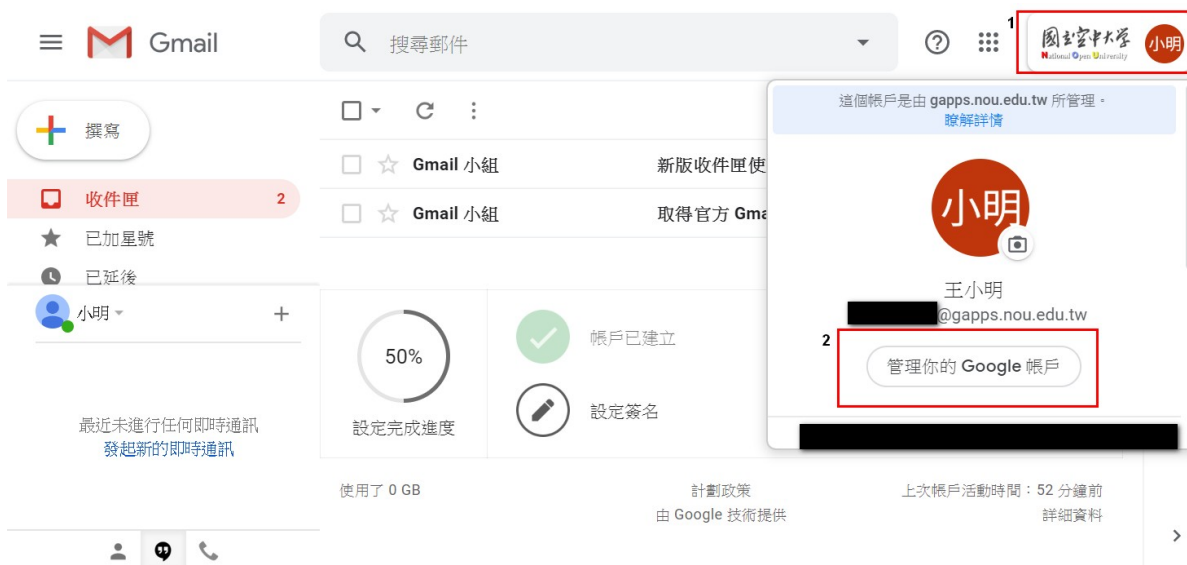 Gmail
搜尋郵件
1
國立空中大學
National Open University
小明
撰寫
收件匣 2
已加星號
已延後
小明
最近未進行任何即時通訊
發起新的即時通訊
Gmail 小組 新版收件匣使
Gmail 小組 取得官方 Gma
50%
設定完成進度
帳戶已建立
設定簽名
這個帳戶是由 gapps.nou.edu.tw 所管理。
瞭解詳情
小明
王小明
@gapps.nou.edu.tw
2
管理你的 Google 帳戶
使用了 0 GB
計劃政策
由 Google 技術提供
上次帳戶活動時間：52 分鐘前
詳細資料